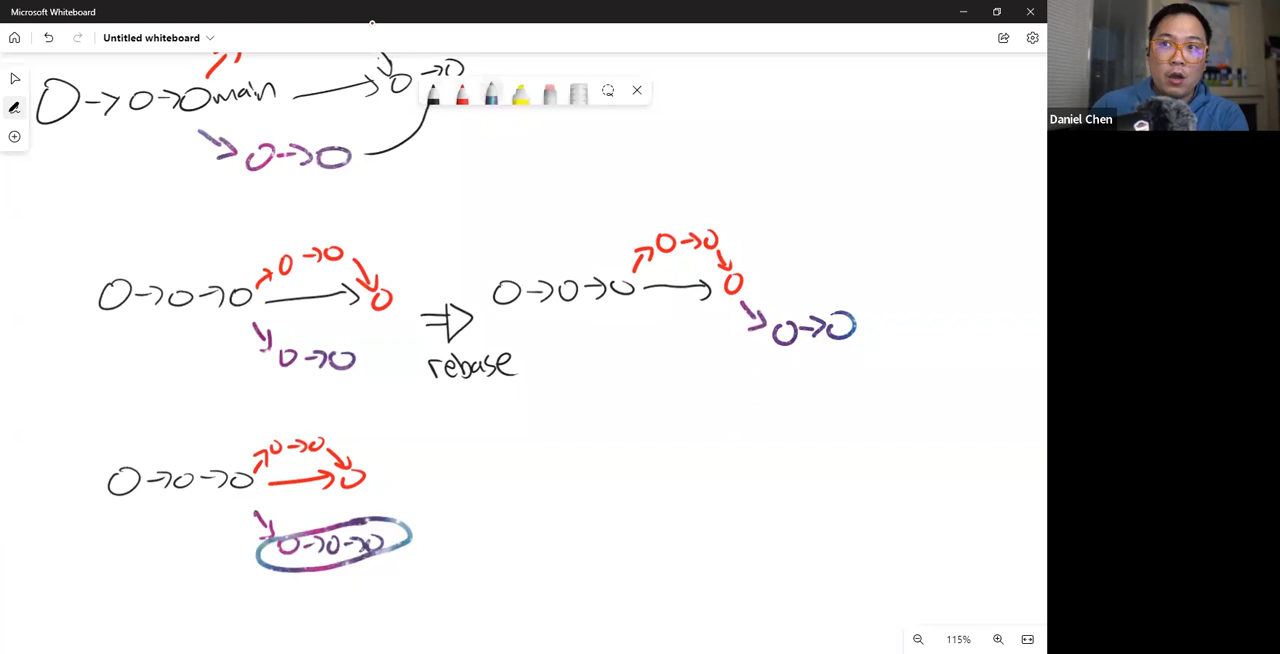 Microsoft Whiteboard
Untitled whiteboard
main
Daniel Chen
rebase
115%